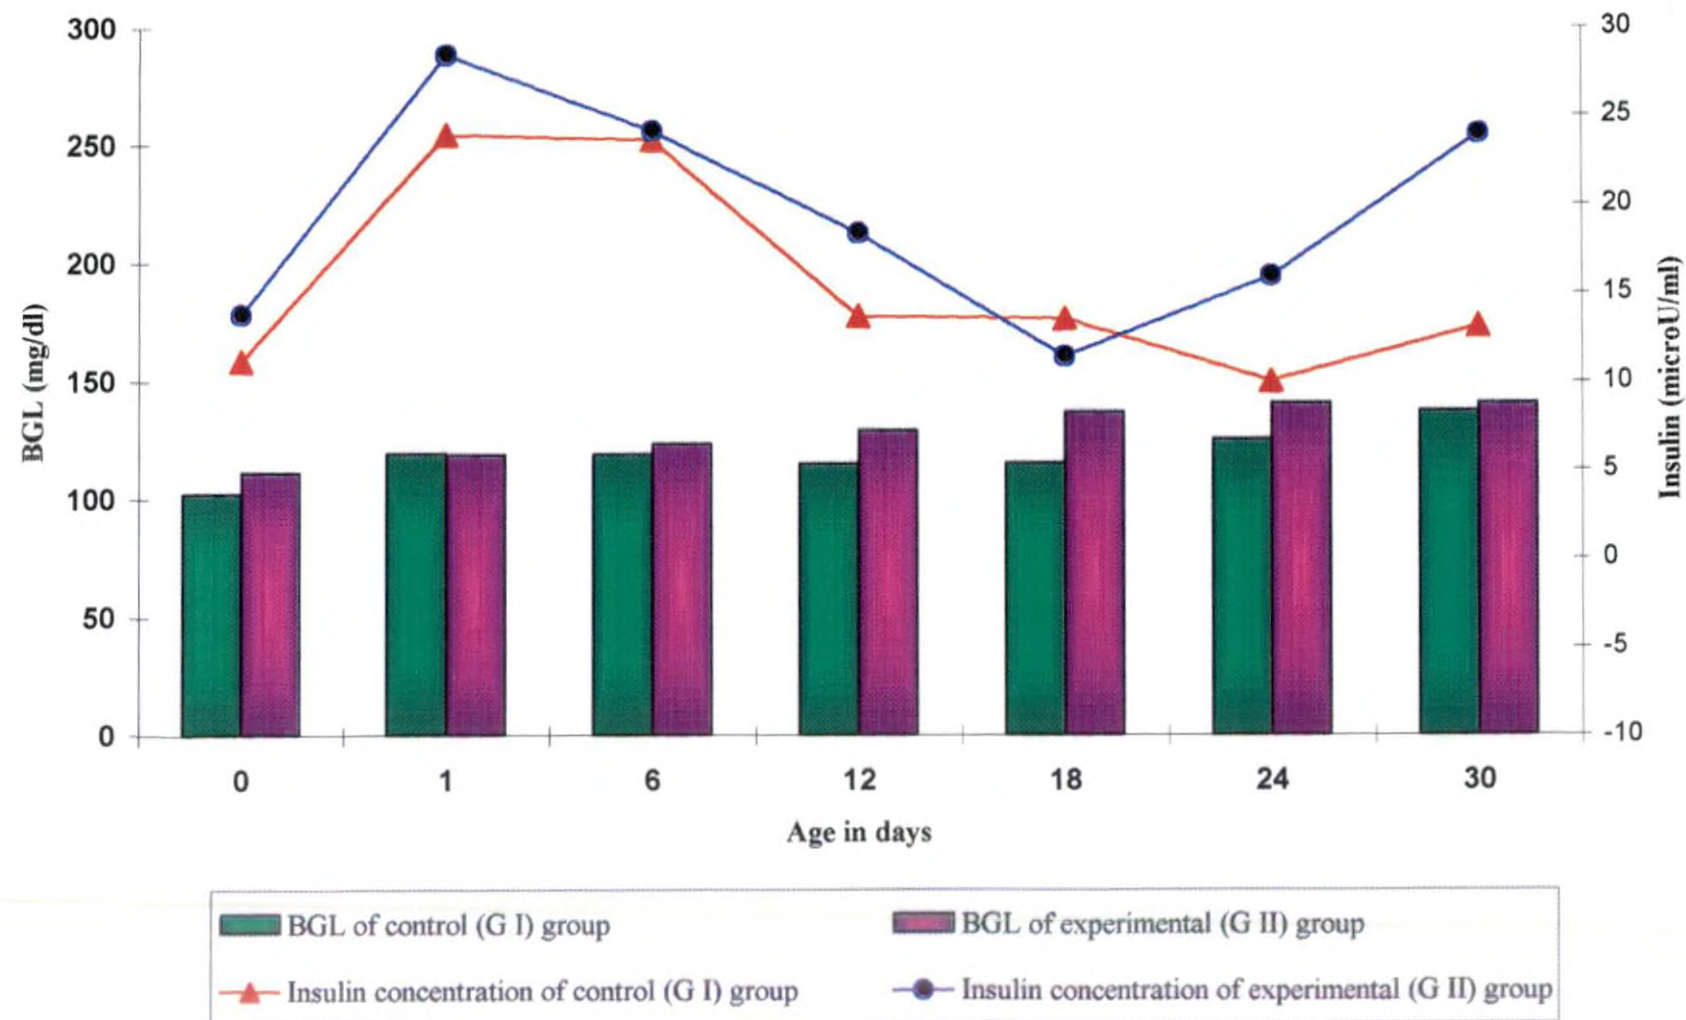 300
250
200
150
100
50
0
BGL (mg/dl)
30
25
20
15
10
5
0
-5
-10
Insulin (microU/ml)
0 1 6 12 18 24 30
Age in days
BGL of control (G I) group
BGL of experimental (G II) group
Insulin concentration of control (G I) group
Insulin concentration of experimental (G II) group